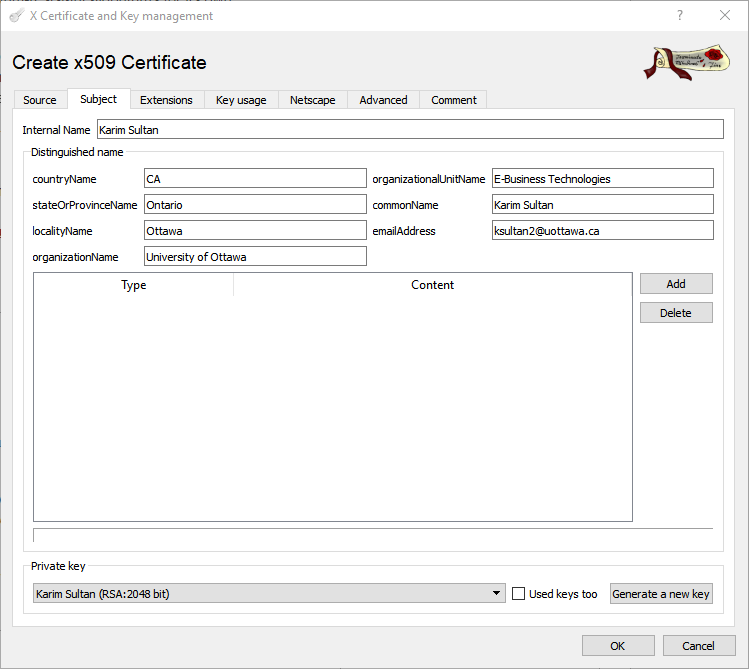 X Certificate and Key management
?
Create x509 Certificate
Source Subject Extensions Key usage Netscape Advanced Comment
Internal Name Karim Sultan
Distinguished name
countryName CA organizationalUnitName E-Business Technologies
stateOrProvinceName Ontario commonName Karim Sultan
localityName Ottawa emailAddress ksultan2@uottawa.ca
organizationName University of Ottawa
Type Content Add
Delete
Private key
Karim Sultan (RSA:2048 bit) Used keys too Generate a new key
OK Cancel